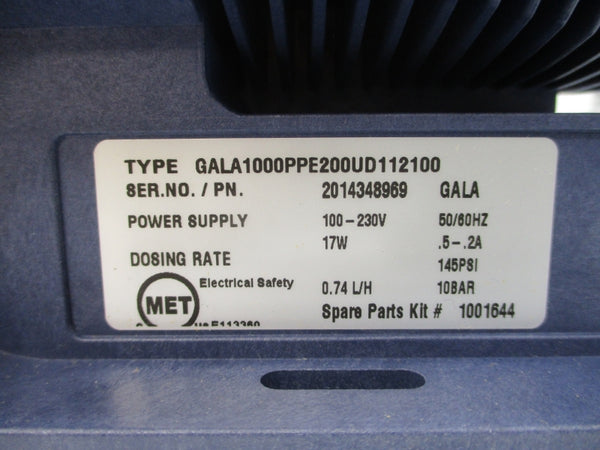 TYPE GALA1000PPE200UD112100
SER.NO. / PN. 2014348969 GALA
POWER SUPPLY 100-230V 50/60HZ
17W .5-.2A
DOSING RATE 145PSI
Electrical Safety 0.74 L/H 10BAR
MET
Spare Parts Kit # 1001644